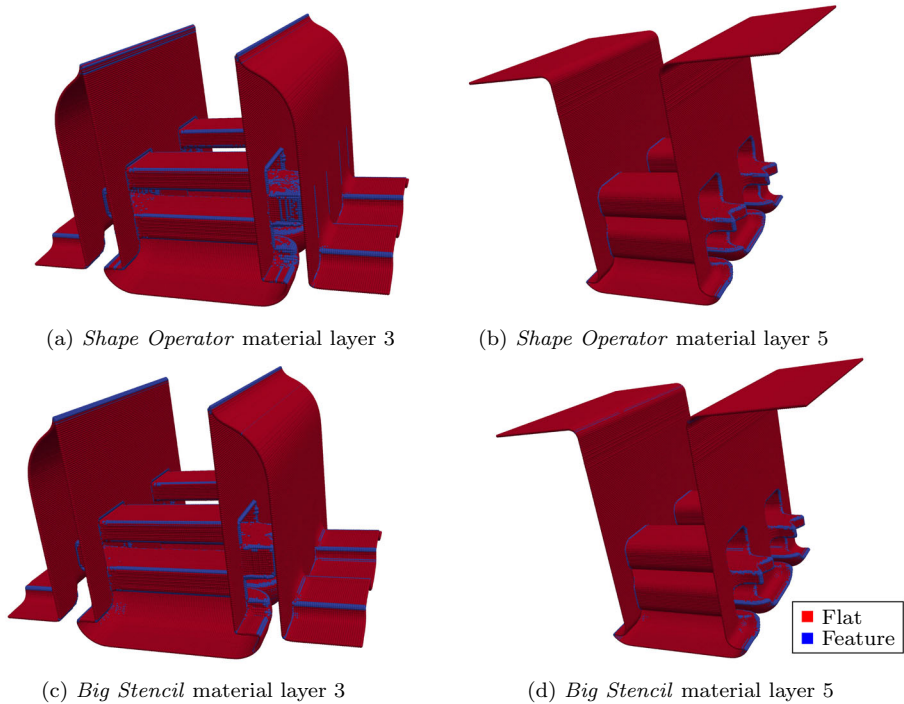 (a) Shape Operator material layer 3
(b) Shape Operator material layer 5
Flat
Feature
(c) Big Stencil material layer 3
(d) Big Stencil material layer 5